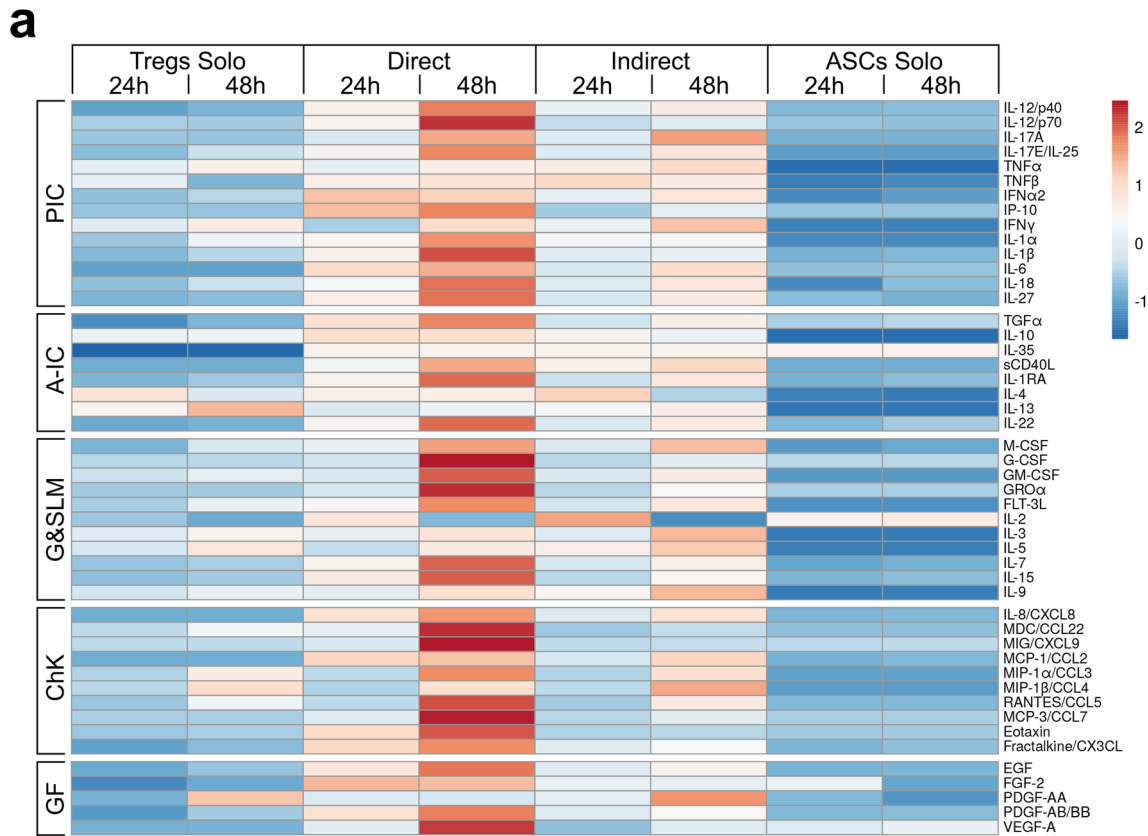 a
Tregs Solo Direct Indirect ASCs Solo
24h 48h 24h 48h 24h 48h 24h 48h
PIC
IL-12/p40
IL-12/p70
IL-17A
IL-17E/IL-25
TNFα
TNFβ
IFNα2
IP-10
IFNγ
IL-1α
IL-1β
IL-6
IL-18
IL-27
A-IC
TGFα
IL-10
IL-35
sCD40L
IL-1RA
IL-4
IL-13
IL-22
G&SLM
M-CSF
G-CSF
GM-CSF
GROα
FLT-3L
IL-2
IL-3
IL-5
IL-7
IL-15
IL-9
ChK
IL-8/CXCL8
MDC/CCL22
MIG/CXCL9
MCP-1/CCL2
MIP-1α/CCL3
MIP-1β/CCL4
RANTES/CCL5
MCP-3/CCL7
Eotaxin
Fractalkine/CX3CL
GF
EGF
FGF-2
PDGF-AA
PDGF-AB/BB
VEGF-A
2
1
0
-1